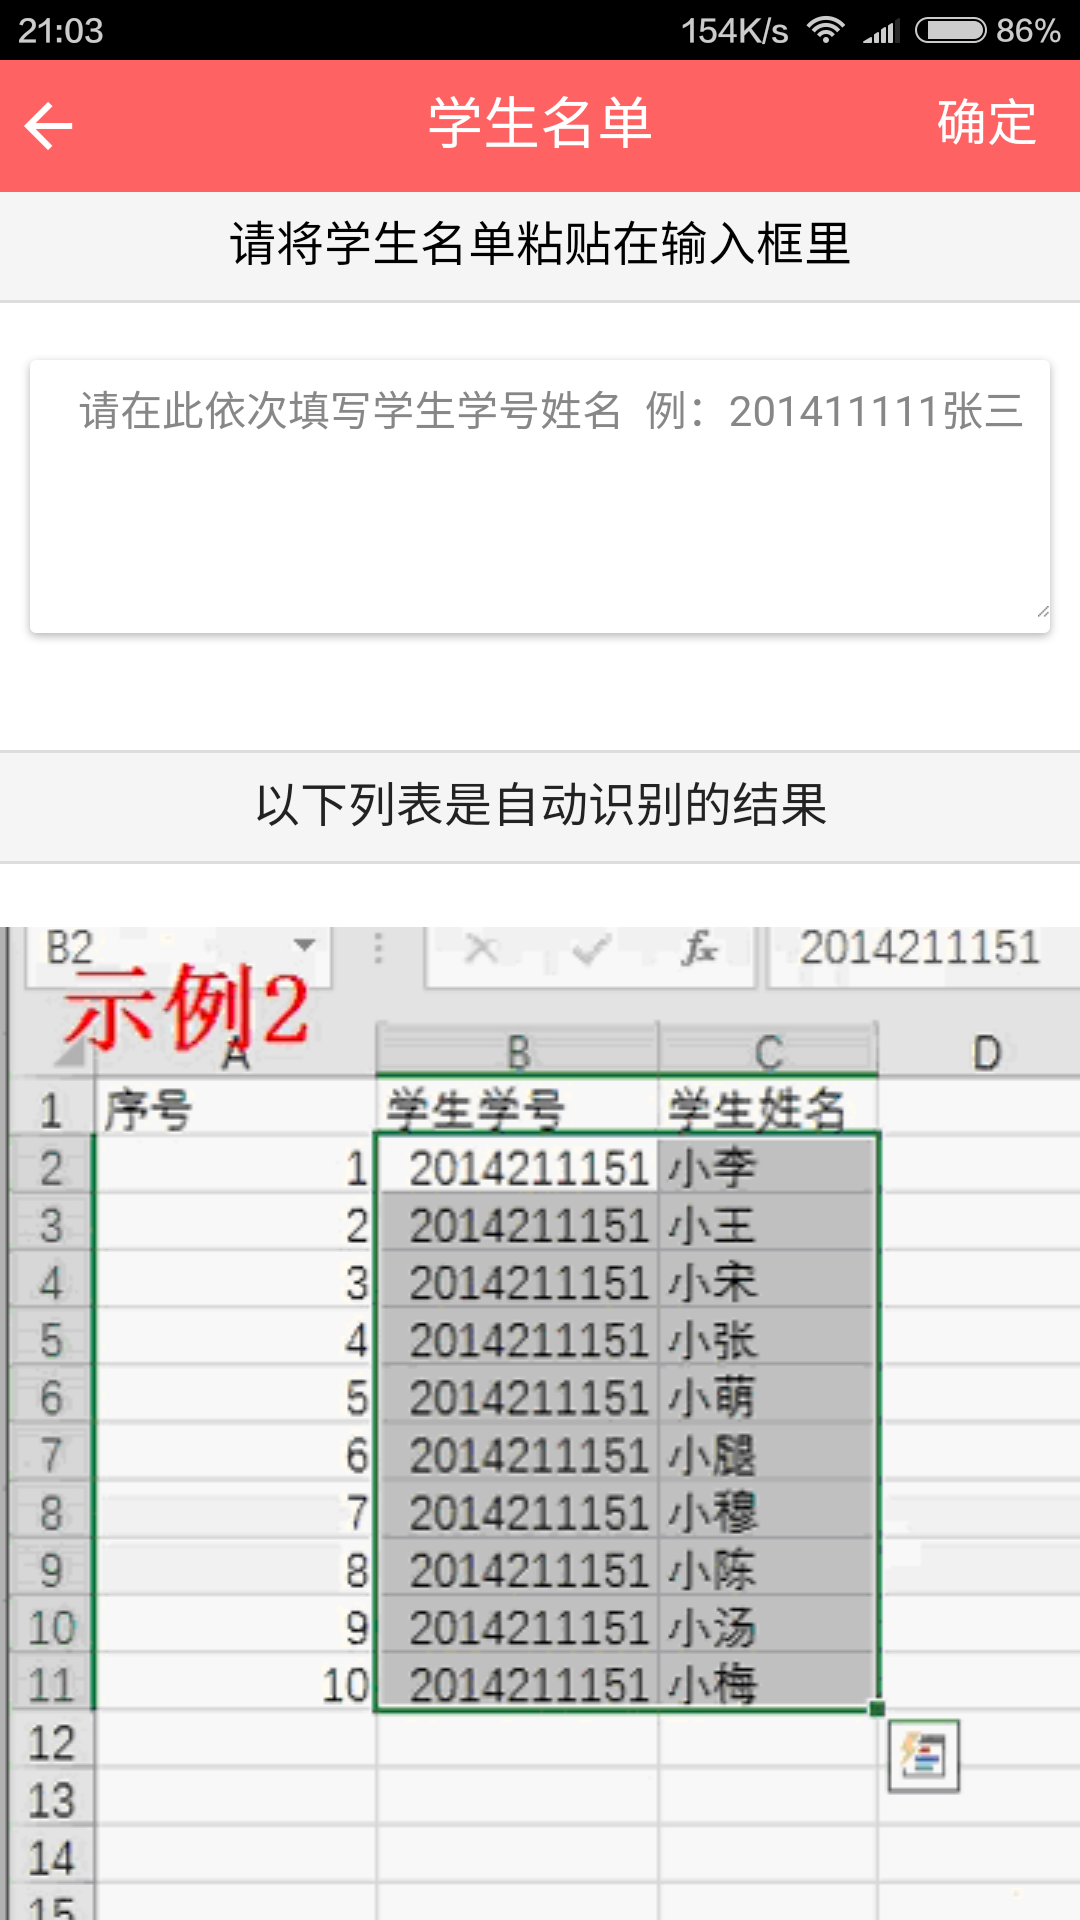 21:03 154K/s 86%
学生名单 确定
请将学生名单粘贴在输入框里
请在此依次填写学生学号姓名 例：201411111张三
以下列表是自动识别的结果
B2 fx 2014211151
示例2
A B C D
1 序号 学生学号 学生姓名
2 1 2014211151 小李
3 2 2014211151 小王
4 3 2014211151 小宋
5 4 2014211151 小张
6 5 2014211151 小萌
7 6 2014211151 小腿
8 7 2014211151 小穆
9 8 2014211151 小陈
10 9 2014211151 小汤
11 10 2014211151 小梅
12
13
14
15